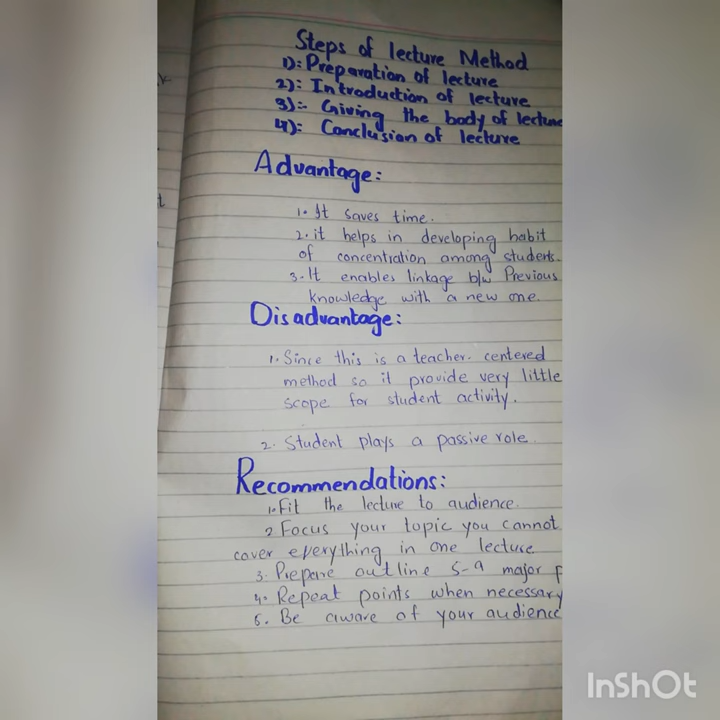 Steps of lecture Method
1):Preparation of lecture
2): Introduction of lecture
3):- Giving the body of lecture
4): Conclusion of lecture
Advantage:
1. It saves time.
2. it helps in developing habit
of concentration among students.
3. It enables linkage b/w Previous
knowledge with a new one.
Disadvantage:
1. Since this is a teacher. centered
method so it provide very little
scope for student activity.
2. Student plays a passive role.
Recommendations:
1. Fit the lecture to audience.
2 Focus your topic you cannot
cover everything in one lecture
3. Prepare outline 5-9 major
4. Repeat points when necessary
5. Be aware of your audience
InShOt